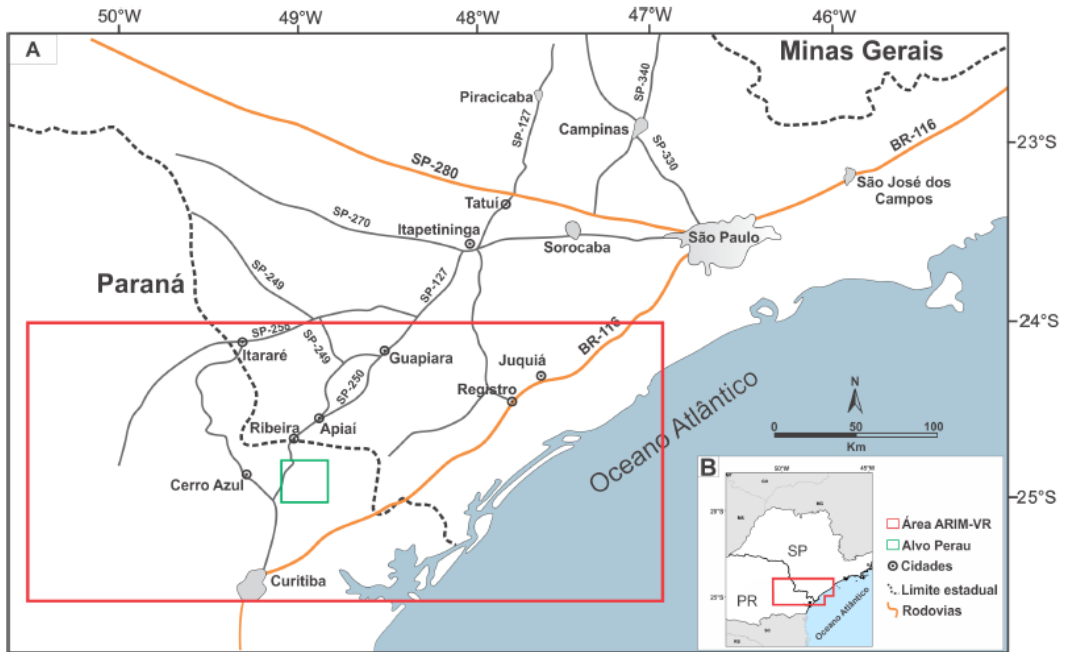 50°W
49°W
48°W
47°W
46°W
A
Minas Gerais
Piracicaba
SP-127
SP-340
Campinas
SP-330
BR-116
23°S
SP-280
São José dos
Campos
Tatuí
SP-270
Itapetininga
Sorocaba
São Paulo
Paraná
SP-249
SP-127
24°S
SP-258
Itararé
SP-249
Guapiara
BR-116
Juquiá
SP-250
Registro
Ribeira
Apiaí
Oceano Atlântico
N
0
50
100
Km
Cerro Azul
25°S
Curitiba
B
50°W
45°W
SP
PR
25°S
Oceano Atlântico
Área ARIM-VR
Alvo Perau
Cidades
Limite estadual
Rodovias